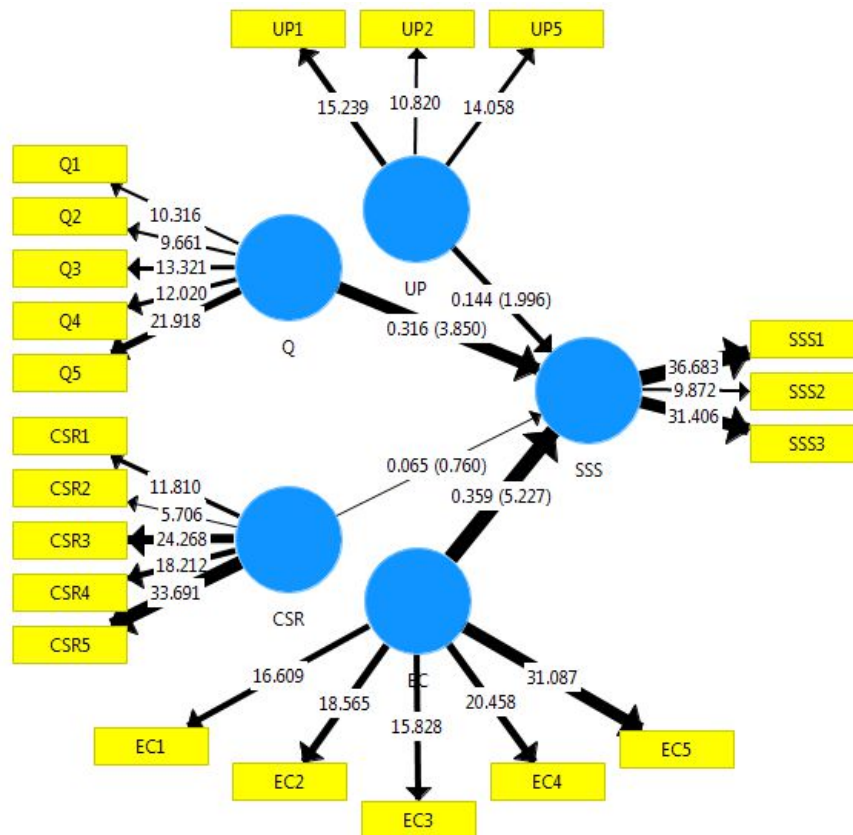 UP1
UP2
UP5
15.239
10.820
14.058
UP
Q1
Q2
Q3
Q4
Q5
10.316
9.661
13.321
12.020
21.918
Q
0.144 (1.996)
0.316 (3.850)
SSS1
SSS2
SSS3
36.683
9.872
31.406
SSS
CSR1
CSR2
CSR3
CSR4
CSR5
11.810
5.706
24.268
18.212
33.691
CSR
0.065 (0.760)
0.359 (5.227)
EC
16.609
18.565
15.828
20.458
31.087
EC1
EC2
EC3
EC4
EC5